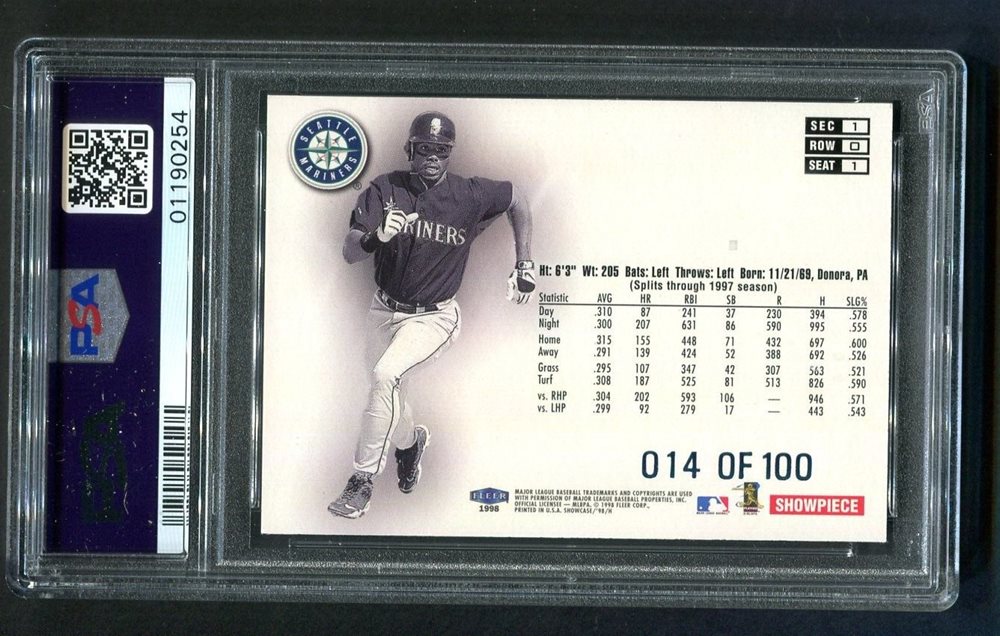 01190254
PSA
SEATTLE
MARINERS
RINERS
SEC 1
ROW 0
SEAT 1
Ht: 6'3" Wt: 205 Bats: Left Throws: Left Born: 11/21/69, Donora, PA
(Splits through 1997 season)
Statistic AVG HR RBI SB R H SLG%
Day .310 87 241 37 230 394 .578
Night .300 207 631 86 590 995 .555
Home .315 155 448 71 432 697 .600
Away .291 139 424 52 388 692 .526
Grass .295 107 347 42 307 563 .521
Turf .308 187 525 81 513 826 .590
vs. RHP .304 202 593 106 — 946 .571
vs. LHP .299 92 279 17 — 443 .543
014 OF 100
FLEER
1998
MAJOR LEAGUE BASEBALL TRADEMARKS AND COPYRIGHTS ARE USED
WITH PERMISSION OF MAJOR LEAGUE BASEBALL PROPERTIES, INC.
OFFICIAL LICENSEE — MLBPA. © 1998 FLEER CORP.,
PRINTED IN U.S.A. SHOWCASE/'98/H
SHOWPIECE